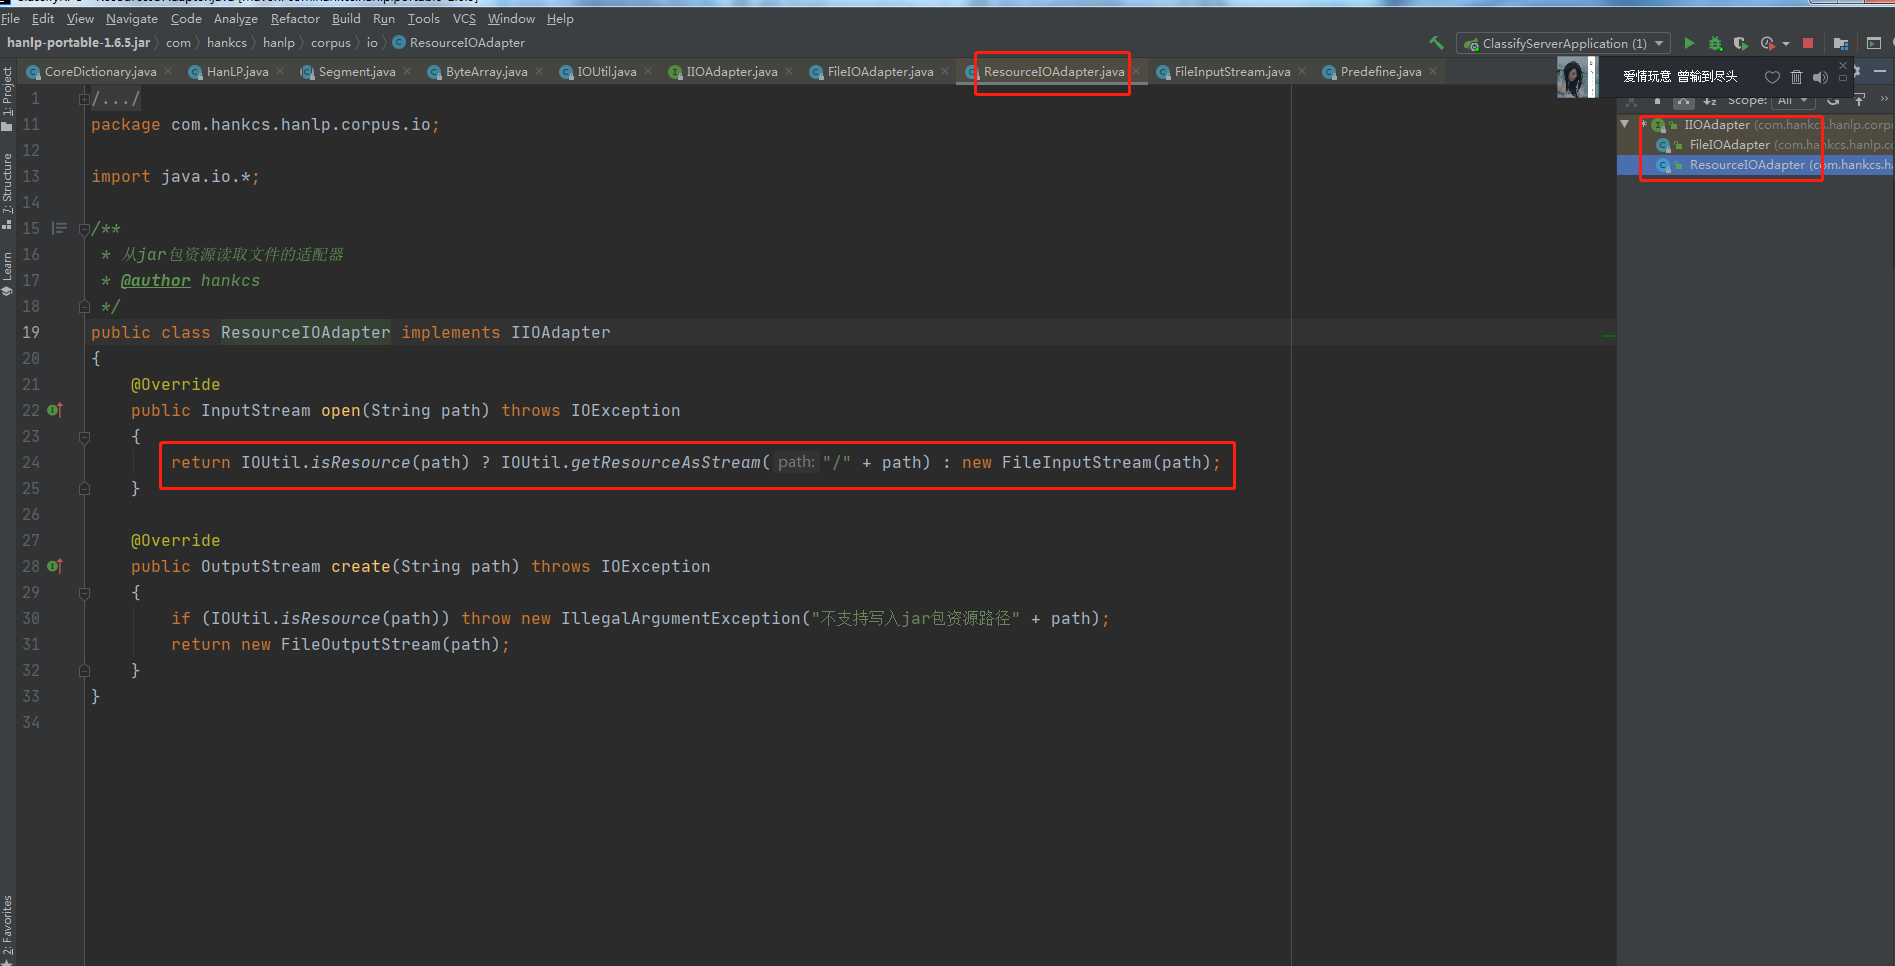 File Edit View Navigate Code Analyze Refactor Build Run Tools VCS Window Help
hanlp-portable-1.6.5.jar com hankcs hanlp corpus io ResourceIOAdapter
ClassifyServerApplication (1)
CoreDictionary.java HanLP.java Segment.java ByteArray.java IOUtil.java IIOAdapter.java FileIOAdapter.java ResourceIOAdapter.java FileInputStream.java Predefine.java
爱情玩意 曾输到尽头
Scope: All
IIOAdapter (com.hankcs.hanlp.corpu
FileIOAdapter (com.hankcs.hanlp.co
ResourceIOAdapter (com.hankcs.ha
1: Project
7: Structure
Learn
2: Favorites
1 /.../
11 package com.hankcs.hanlp.corpus.io;
12
13 import java.io.*;
14
15 /**
16 * 从jar包资源读取文件的适配器
17 * @author hankcs
18 */
19 public class ResourceIOAdapter implements IIOAdapter
20 {
21 @Override
22 public InputStream open(String path) throws IOException
23 {
24 return IOUtil.isResource(path) ? IOUtil.getResourceAsStream( path: "/" + path) : new FileInputStream(path);
25 }
26
27 @Override
28 public OutputStream create(String path) throws IOException
29 {
30 if (IOUtil.isResource(path)) throw new IllegalArgumentException("不支持写入jar包资源路径" + path);
31 return new FileOutputStream(path);
32 }
33 }
34